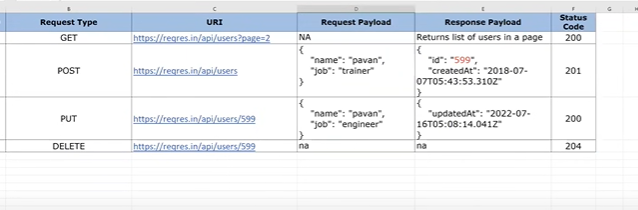 B C D E F G H
Request Type URI Request Payload Response Payload Status Code
GET https://reqres.in/api/users?page=2 NA Returns list of users in a page 200
POST https://reqres.in/api/users
{
"name": "pavan",
"job": "trainer"
}
{
"id": "599",
"createdAt": "2018-07-
07T05:43:53.310Z"
}
201
PUT https://reqres.in/api/users/599
{
"name": "pavan",
"job": "engineer"
}
{
"updatedAt": "2022-07-
16T05:08:14.041Z"
}
200
DELETE https://reqres.in/api/users/599 na na 204